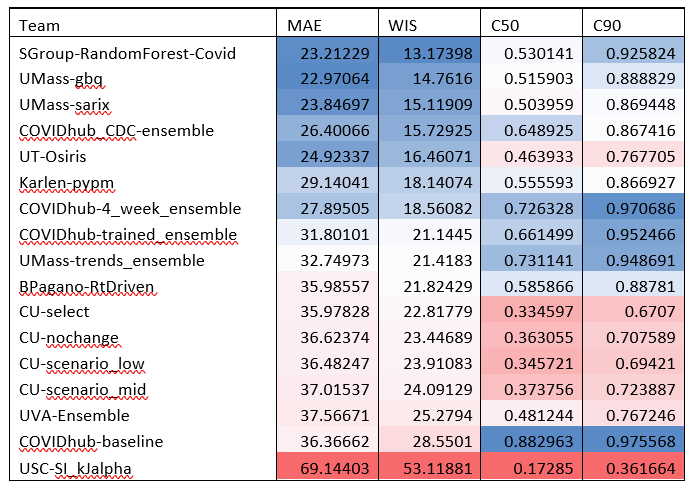 Team MAE WIS C50 C90
SGroup-RandomForest-Covid 23.21229 13.17398 0.530141 0.925824
UMass-gbq 22.97064 14.7616 0.515903 0.888829
UMass-sarix 23.84697 15.11909 0.503959 0.869448
COVIDhub_CDC-ensemble 26.40066 15.72925 0.648925 0.867416
UT-Osiris 24.92337 16.46071 0.463933 0.767705
Karlen-pypm 29.14041 18.14074 0.555593 0.866927
COVIDhub-4_week_ensemble 27.89505 18.56082 0.726328 0.970686
COVIDhub-trained_ensemble 31.80101 21.1445 0.661499 0.952466
UMass-trends_ensemble 32.74973 21.4183 0.731141 0.948691
BPagano-RtDriven 35.98557 21.82429 0.585866 0.88781
CU-select 35.97828 22.81779 0.334597 0.6707
CU-nochange 36.62374 23.44689 0.363055 0.707589
CU-scenario_low 36.48247 23.91083 0.345721 0.69421
CU-scenario_mid 37.01537 24.09129 0.373756 0.723887
UVA-Ensemble 37.56671 25.2794 0.481244 0.767246
COVIDhub-baseline 36.36662 28.5501 0.882963 0.975568
USC-SI_kJalpha 69.14403 53.11881 0.17285 0.361664